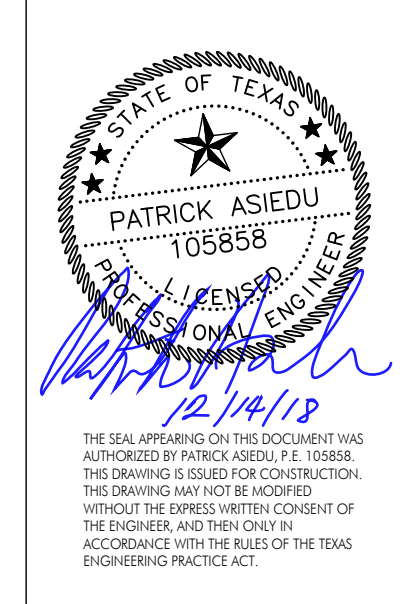 STATE OF TEXAS
PATRICK ASIEDU
105858
LICENSED
PROFESSIONAL ENGINEER
12/14/18
THE SEAL APPEARING ON THIS DOCUMENT WAS
AUTHORIZED BY PATRICK ASIEDU, P.E. 105858.
THIS DRAWING IS ISSUED FOR CONSTRUCTION.
THIS DRAWING MAY NOT BE MODIFIED
WITHOUT THE EXPRESS WRITTEN CONSENT OF
THE ENGINEER, AND THEN ONLY IN
ACCORDANCE WITH THE RULES OF THE TEXAS
ENGINEERING PRACTICE ACT.